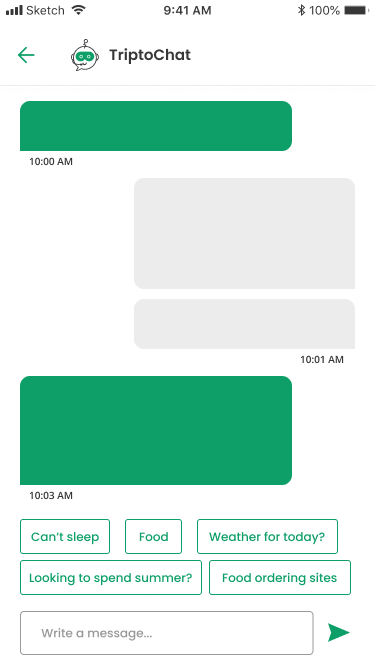 Sketch 9:41 AM 100%
TriptoChat
10:00 AM
10:01 AM
10:03 AM
Can't sleep Food Weather for today?
Looking to spend summer? Food ordering sites
Write a message...